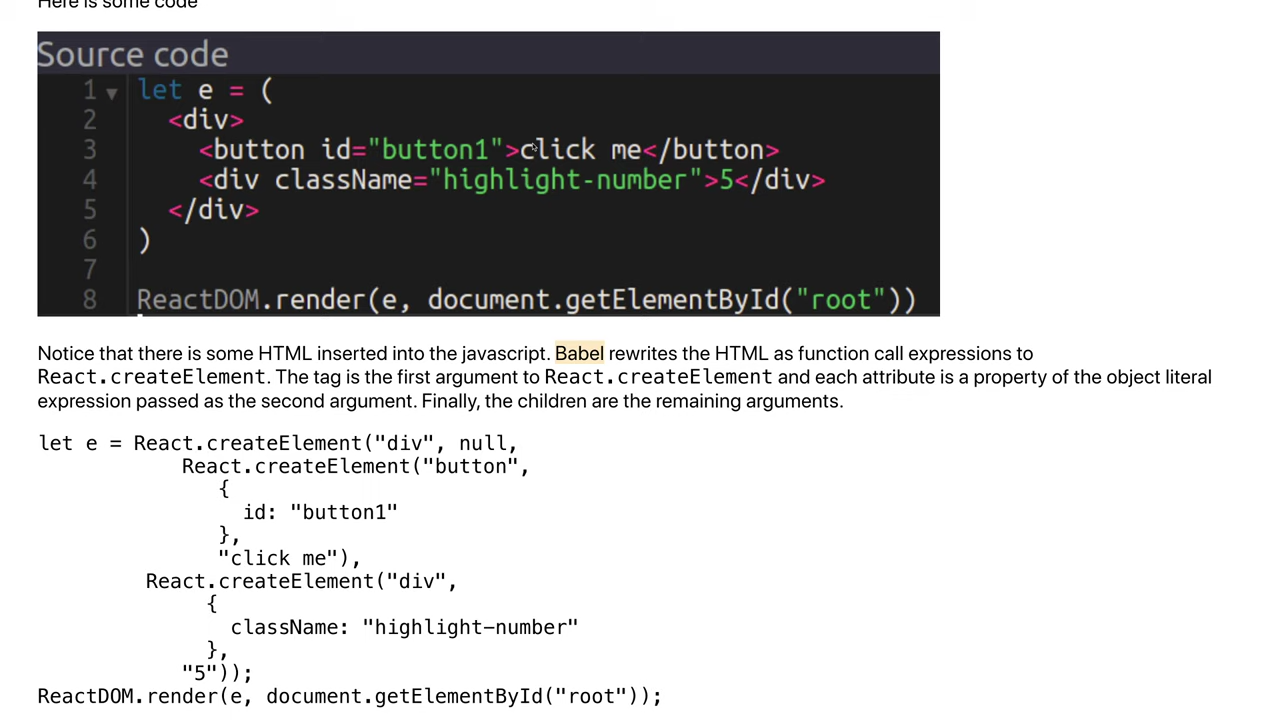 Here is some code
Source code
1 let e = (
2 <div>
3 <button id="button1">click me</button>
4 <div className="highlight-number">5</div>
5 </div>
6 )
7
8 ReactDOM.render(e, document.getElementById("root"))
Notice that there is some HTML inserted into the javascript. Babel rewrites the HTML as function call expressions to
React.createElement. The tag is the first argument to React.createElement and each attribute is a property of the object literal
expression passed as the second argument. Finally, the children are the remaining arguments.
let e = React.createElement("div", null,
React.createElement("button",
{
id: "button1"
},
"click me"),
React.createElement("div",
{
className: "highlight-number"
},
"5"));
ReactDOM.render(e, document.getElementById("root"));